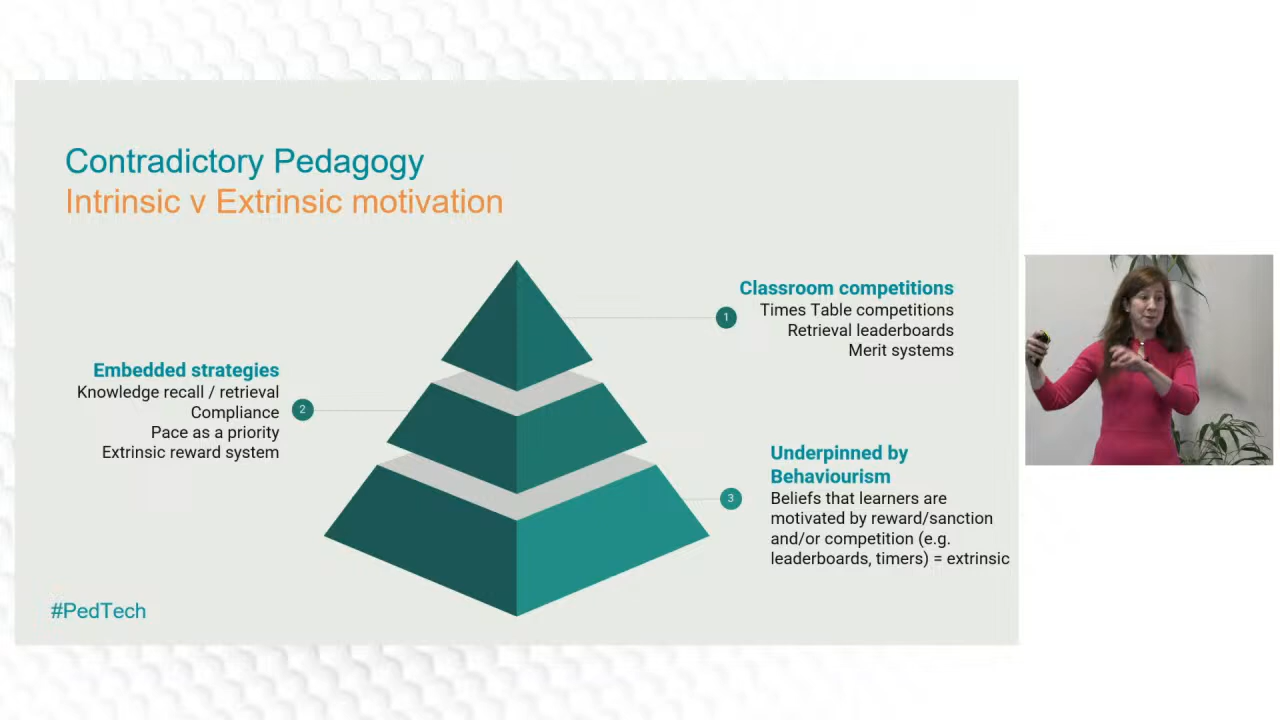 Contradictory Pedagogy
Intrinsic v Extrinsic motivation
1
Classroom competitions
Times Table competitions
Retrieval leaderboards
Merit systems
2
Embedded strategies
Knowledge recall / retrieval
Compliance
Pace as a priority
Extrinsic reward system
3
Underpinned by
Behaviourism
Beliefs that learners are
motivated by reward/sanction
and/or competition (e.g.
leaderboards, timers) = extrinsic
#PedTech